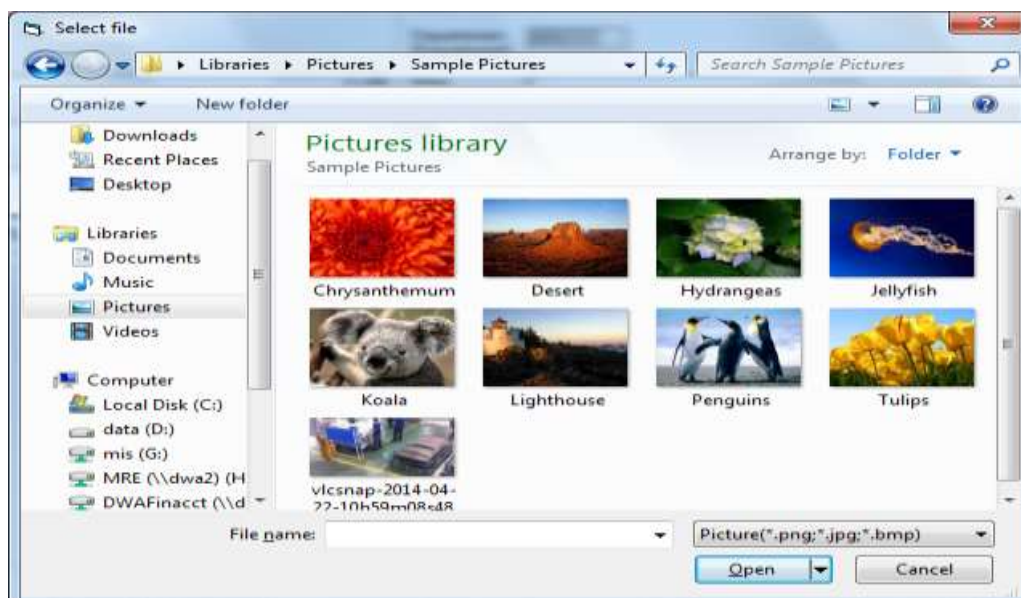 Select file
Libraries Pictures Sample Pictures
Search Sample Pictures
Organize New folder
Downloads
Recent Places
Desktop
Libraries
Documents
Music
Pictures
Videos
Computer
Local Disk (C:)
data (D:)
mis (G:)
MRE (\\dwa2) (H
DWAFinacct (\\d
Pictures library
Sample Pictures
Arrange by: Folder
Chrysanthemum Desert Hydrangeas Jellyfish
Koala Lighthouse Penguins Tulips
vlcsnap-2014-04-
22-10h59m08s48
File name: Picture(*.png;*.jpg;*.bmp)
Open Cancel